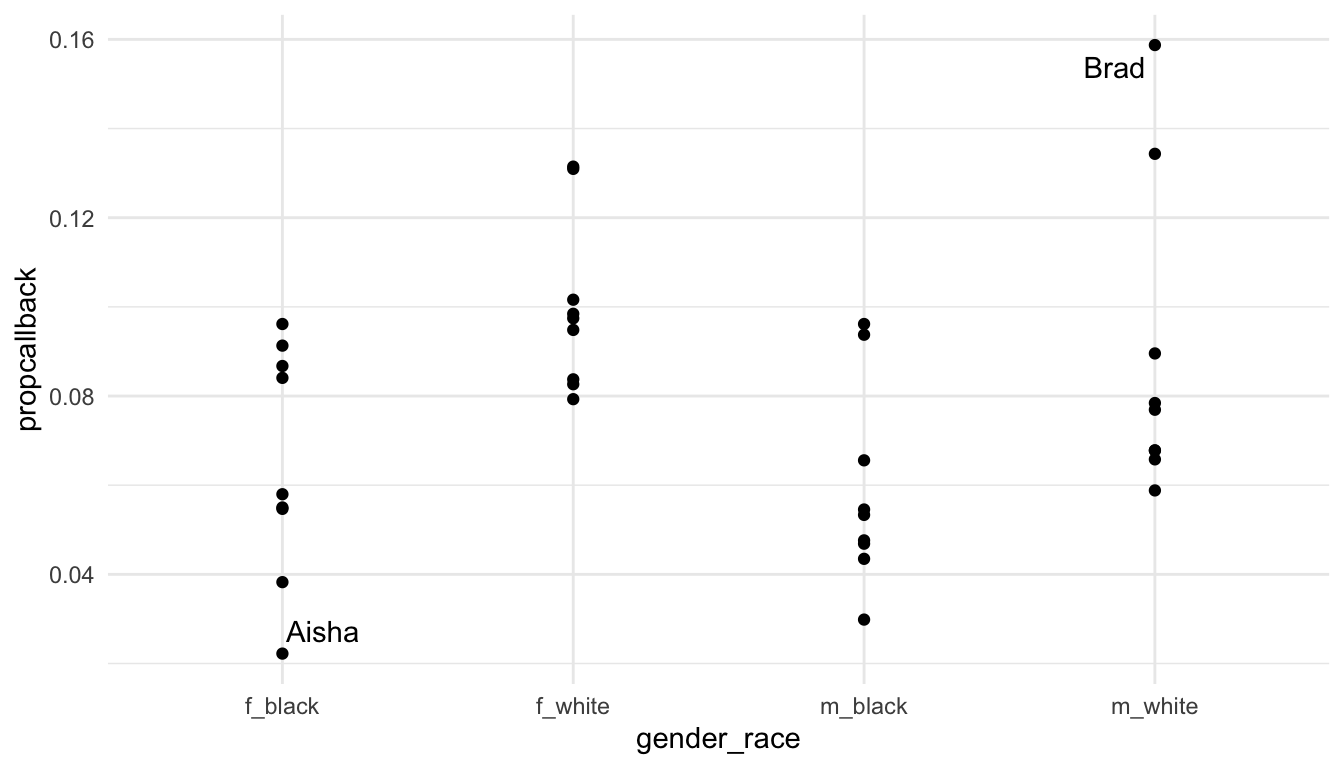 0.16
Brad
0.12
propcallback
0.08
0.04
Aisha
f_black
f_white
m_black
m_white
gender_race